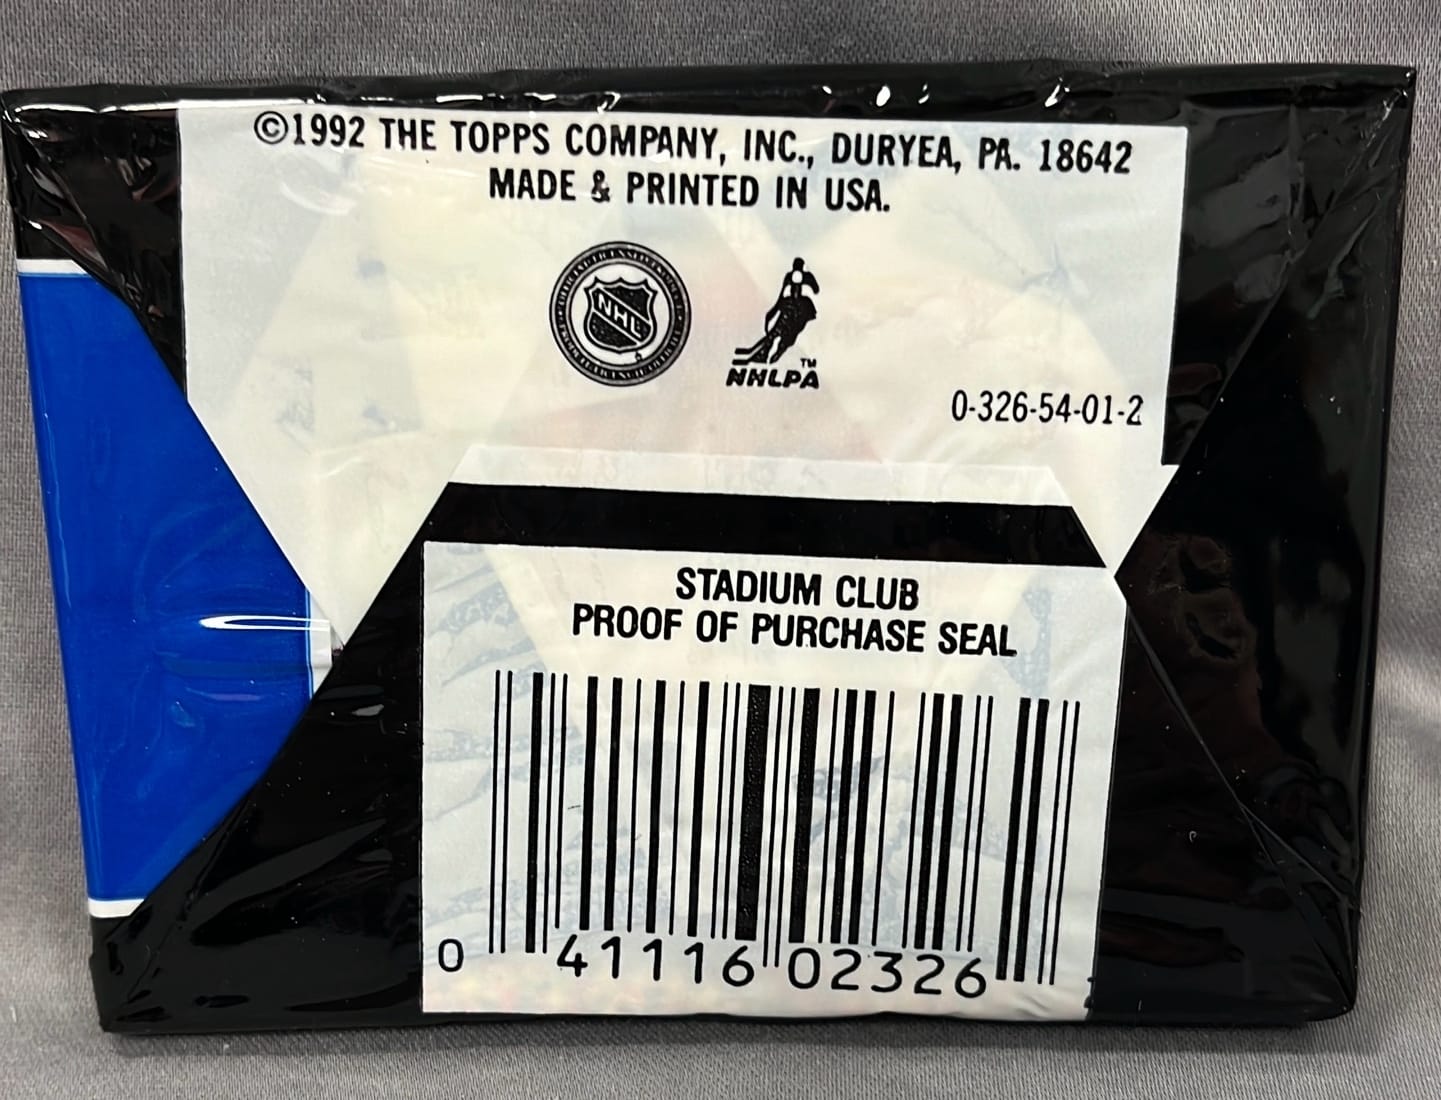 ©1992 THE TOPPS COMPANY, INC., DURYEA, PA. 18642
MADE & PRINTED IN USA.
NHL
TM
NHLPA
0-326-54-01-2
STADIUM CLUB
PROOF OF PURCHASE SEAL
0 41116 02326